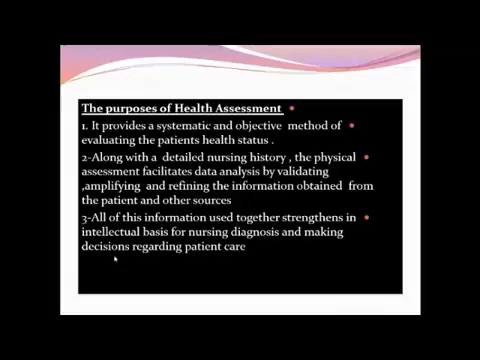 The purposes of Health Assessment
1. It provides a systematic and objective method of
evaluating the patients health status .
2-Along with a detailed nursing history , the physical
assessment facilitates data analysis by validating
,amplifying and refining the information obtained from
the patient and other sources
3-All of this information used together strengthens in
intellectual basis for nursing diagnosis and making
decisions regarding patient care